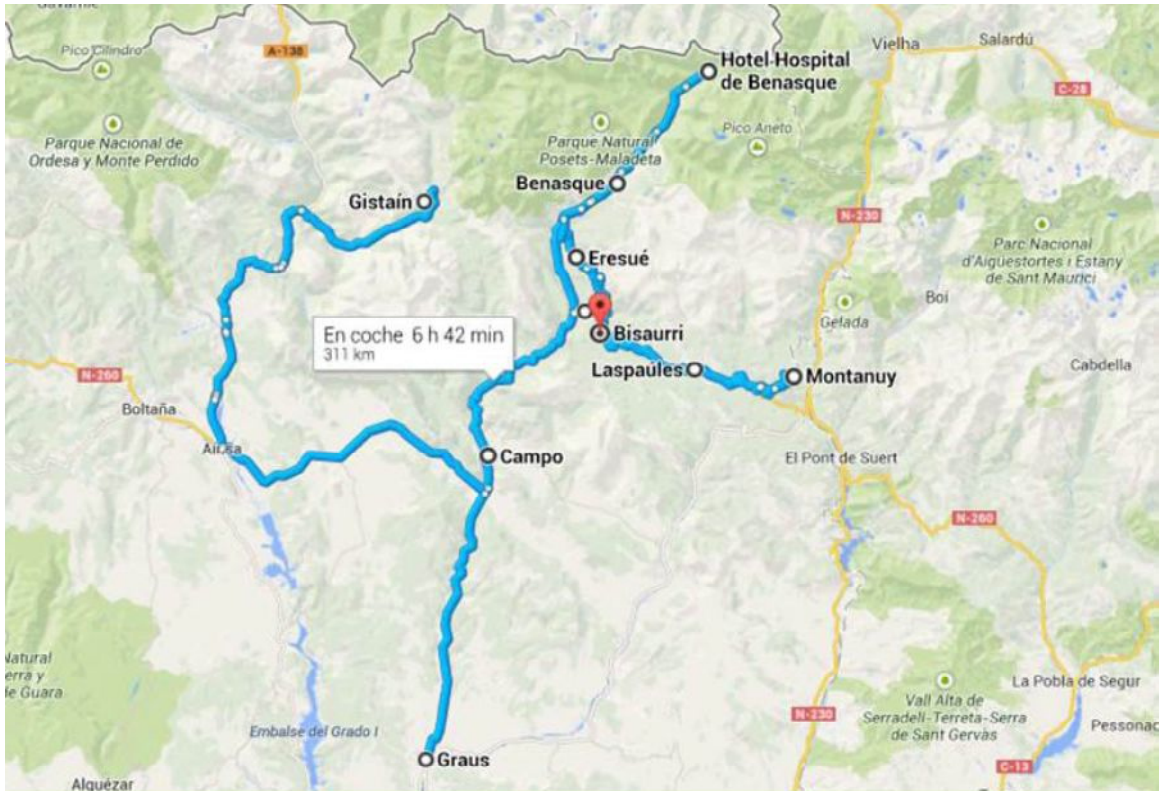 Gavarnie
Pico Cilindro
A-138
Vielha
Salardú
C-28
Hotel-Hospital
de Benasque
Parque Nacional de
Ordesa y Monte Perdido
Parque Natural
Posets-Maladeta
Pico Aneto
Benasque
Gistaín
N-230
Parc Nacional
d'Aigüestortes i Estany
de Sant Maurici
Eresué
Boí
Gelada
En coche 6 h 42 min
311 km
Bisaurri
Laspaúles
Montanuy
Cabdella
N-260
Boltaña
Aínsa
Campo
El Pont de Suert
N-260
Natural
erra y
de Guara
Vall Alta de
Serradell-Terreta-Serra
de Sant Gervàs
La Pobla de Segur
Pessonac
N-230
Embalse del Grado I
Graus
C-13
Alquézar